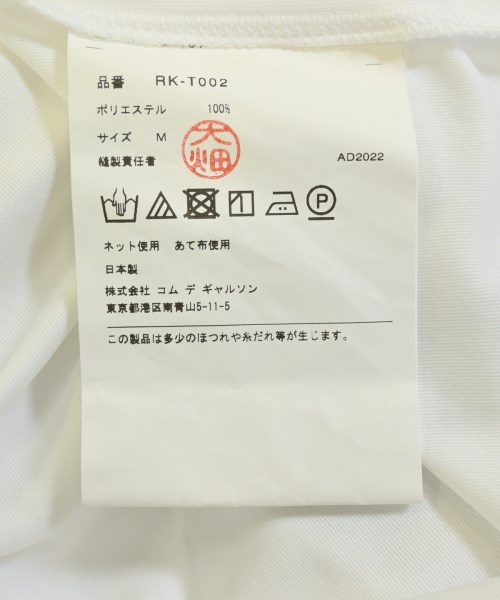 品番 RK-T002
ポリエステル 100%
サイズ M
大畑
縫製責任者
AD2022
P
ネット使用 あて布使用
日本製
株式会社 コム デ ギャルソン
東京都港区南青山5-11-5
この製品は多少のほつれや糸だれ等が生じます。